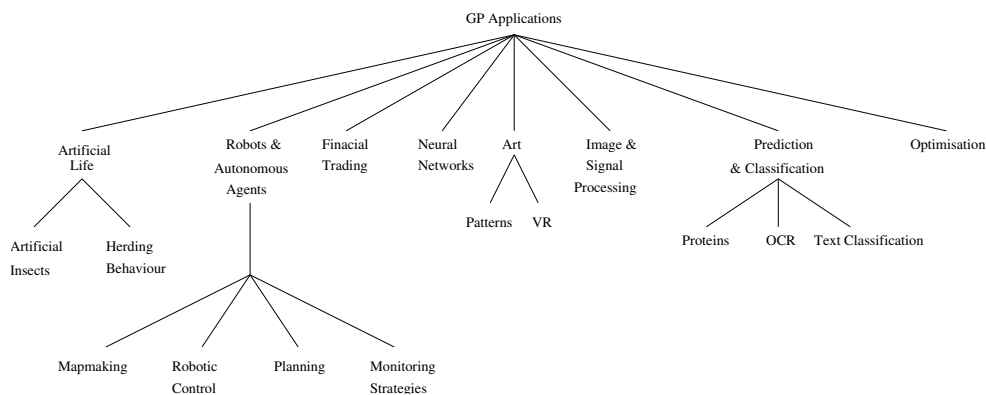 GP Applications
Artificial
Life
Robots &
Autonomous
Agents
Finacial
Trading
Neural
Networks
Art
Image &
Signal
Processing
Prediction
& Classification
Optimisation
Artificial
Insects
Herding
Behaviour
Patterns
VR
Proteins
OCR
Text Classification
Mapmaking
Robotic
Control
Planning
Monitoring
Strategies